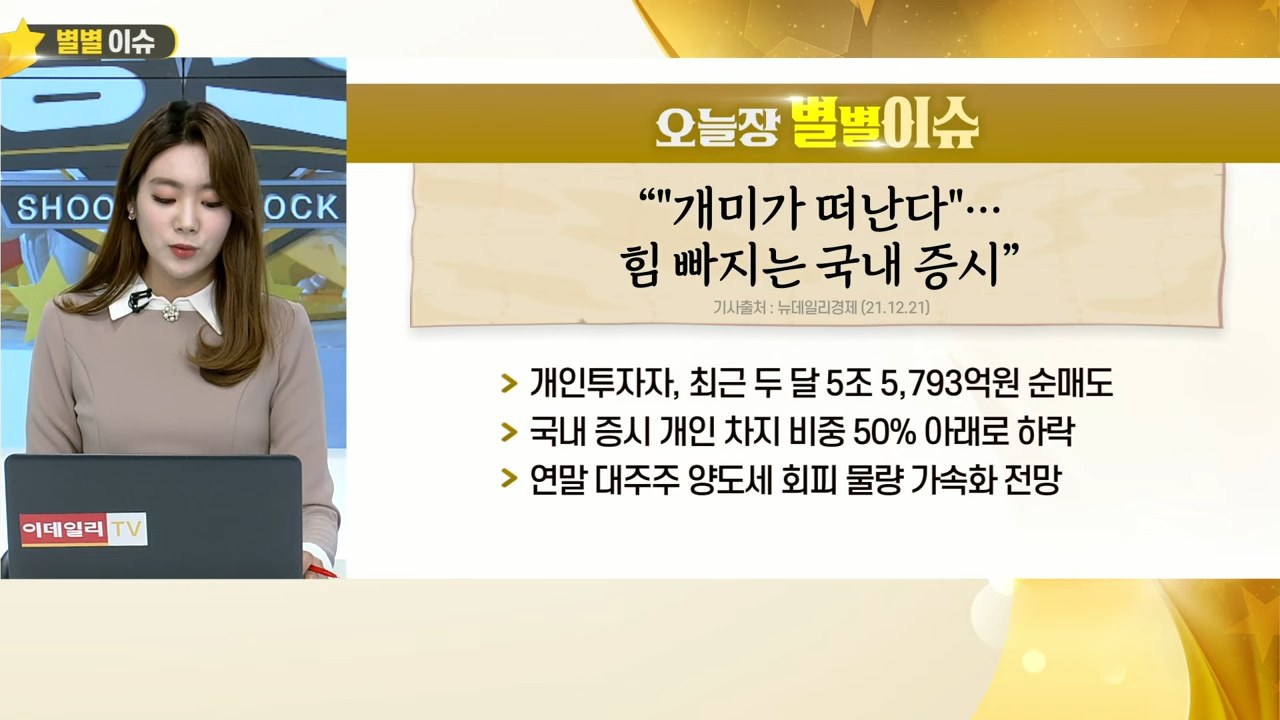 별별 이슈
SHOO OCK
오늘장 별별이슈
“"개미가 떠난다"…
힘 빠지는 국내 증시”
기사출처 : 뉴데일리경제 (21.12.21)
> 개인투자자, 최근 두 달 5조 5,793억원 순매도
> 국내 증시 개인 차지 비중 50% 아래로 하락
> 연말 대주주 양도세 회피 물량 가속화 전망
이데일리 TV